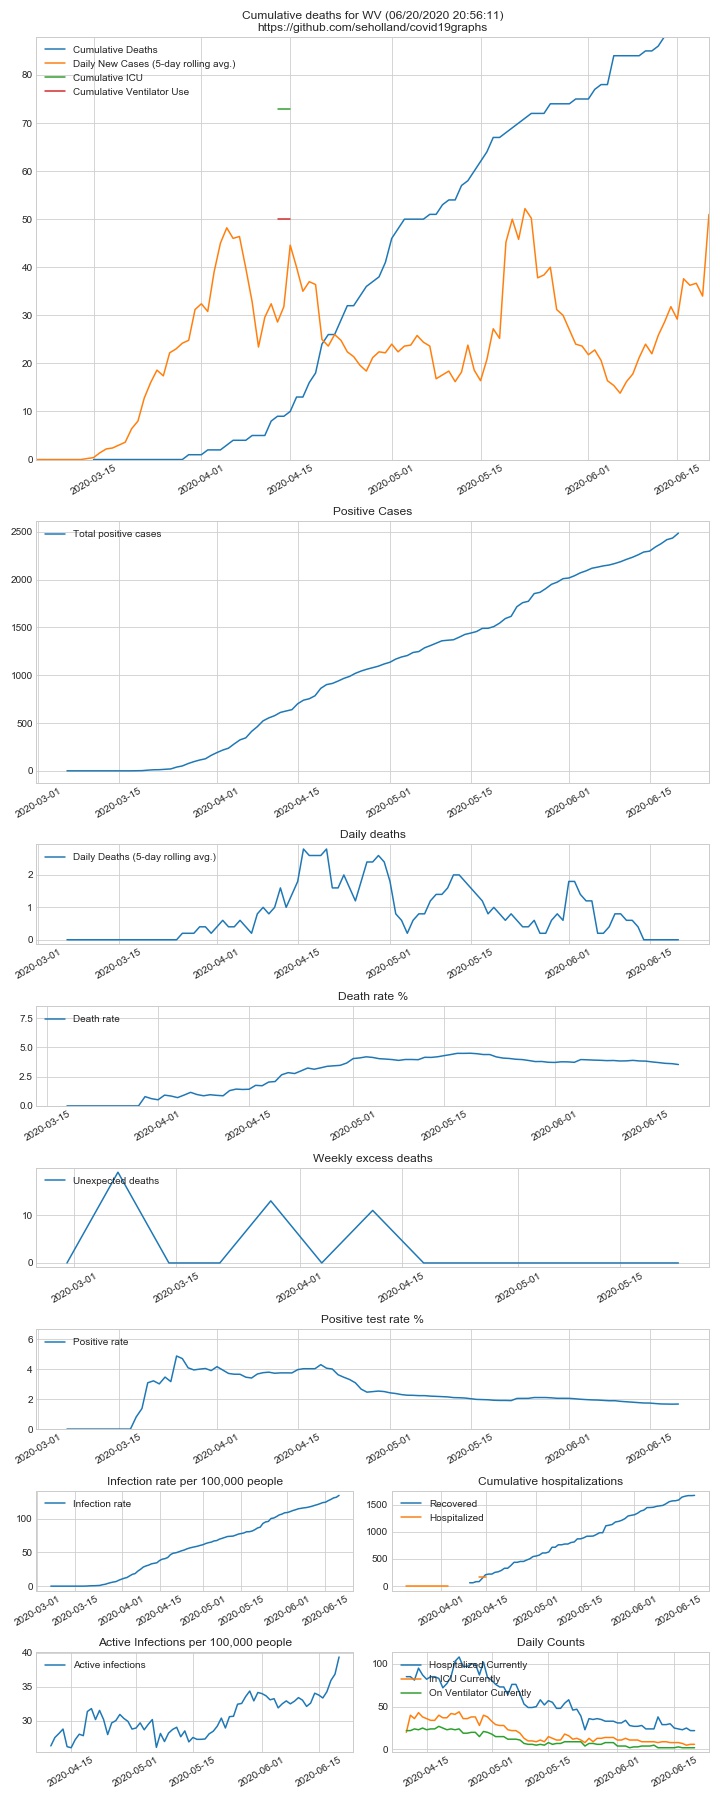 Cumulative deaths for WV (06/20/2020 20:56:11)
https://github.com/seholland/covid19graphs
Cumulative Deaths
Daily New Cases (5-day rolling avg.)
Cumulative ICU
Cumulative Ventilator Use
80
70
60
50
40
30
20
10
0
2020-03-15 2020-04-01 2020-04-15 2020-05-01 2020-05-15 2020-06-01 2020-06-15
Positive Cases
Total positive cases
2500
2000
1500
1000
500
0
2020-03-01 2020-03-15 2020-04-01 2020-04-15 2020-05-01 2020-05-15 2020-06-01 2020-06-15
Daily deaths
Daily Deaths (5-day rolling avg.)
2
1
0
2020-03-01 2020-03-15 2020-04-01 2020-04-15 2020-05-01 2020-05-15 2020-06-01 2020-06-15
Death rate %
Death rate
7.5
5.0
2.5
0.0
2020-03-15 2020-04-01 2020-04-15 2020-05-01 2020-05-15 2020-06-01 2020-06-15
Weekly excess deaths
Unexpected deaths
10
0
2020-03-01 2020-03-15 2020-04-01 2020-04-15 2020-05-01 2020-05-15
Positive test rate %
Positive rate
6
4
2
0
2020-03-01 2020-03-15 2020-04-01 2020-04-15 2020-05-01 2020-05-15 2020-06-01 2020-06-15
Infection rate per 100,000 people
Infection rate
100
50
0
2020-03-01 2020-03-15 2020-04-01 2020-04-15 2020-05-01 2020-05-15 2020-06-01 2020-06-15
Cumulative hospitalizations
Recovered
Hospitalized
1500
1000
500
0
2020-04-01 2020-04-15 2020-05-01 2020-05-15 2020-06-01 2020-06-15
Active Infections per 100,000 people
Active infections
40
35
30
2020-04-15 2020-05-01 2020-05-15 2020-06-01 2020-06-15
Daily Counts
Hospitalized Currently
In ICU Currently
On Ventilator Currently
100
50
0
2020-04-15 2020-05-01 2020-05-15 2020-06-01 2020-06-15